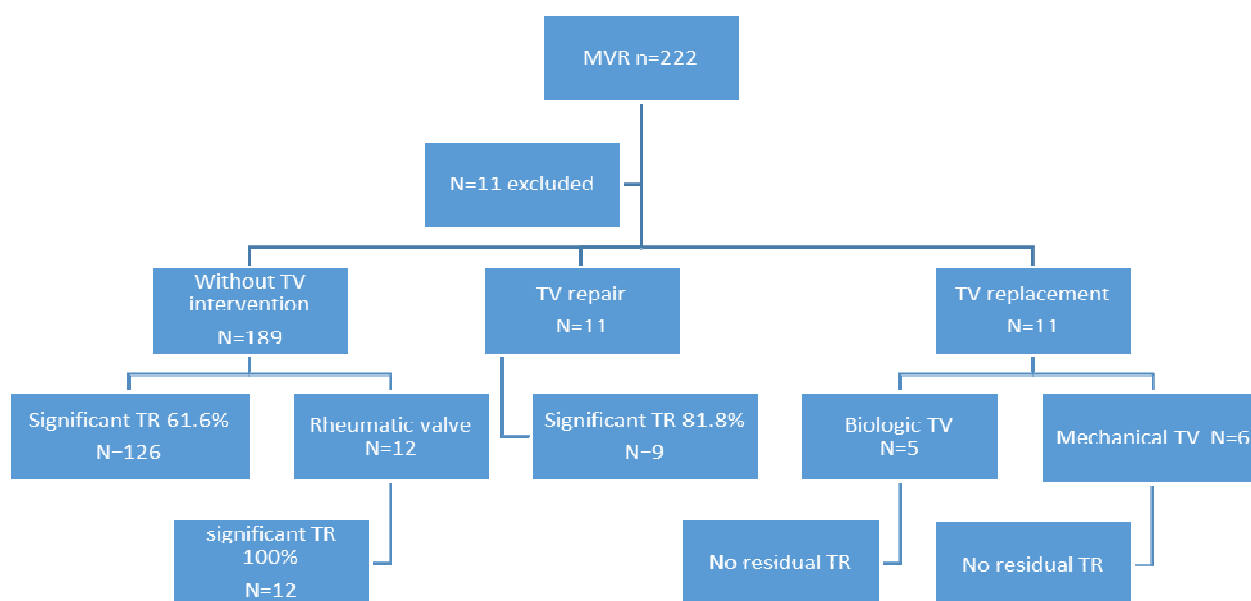 MVR n=222
N=11 excluded
Without TV
intervention
N=189
TV repair
N=11
TV replacement
N=11
Significant TR 61.6%
N=126
Rheumatic valve
N=12
Significant TR 81.8%
N=9
Biologic TV
N=5
Mechanical TV N=6
significant TR
100%
N=12
No residual TR
No residual TR